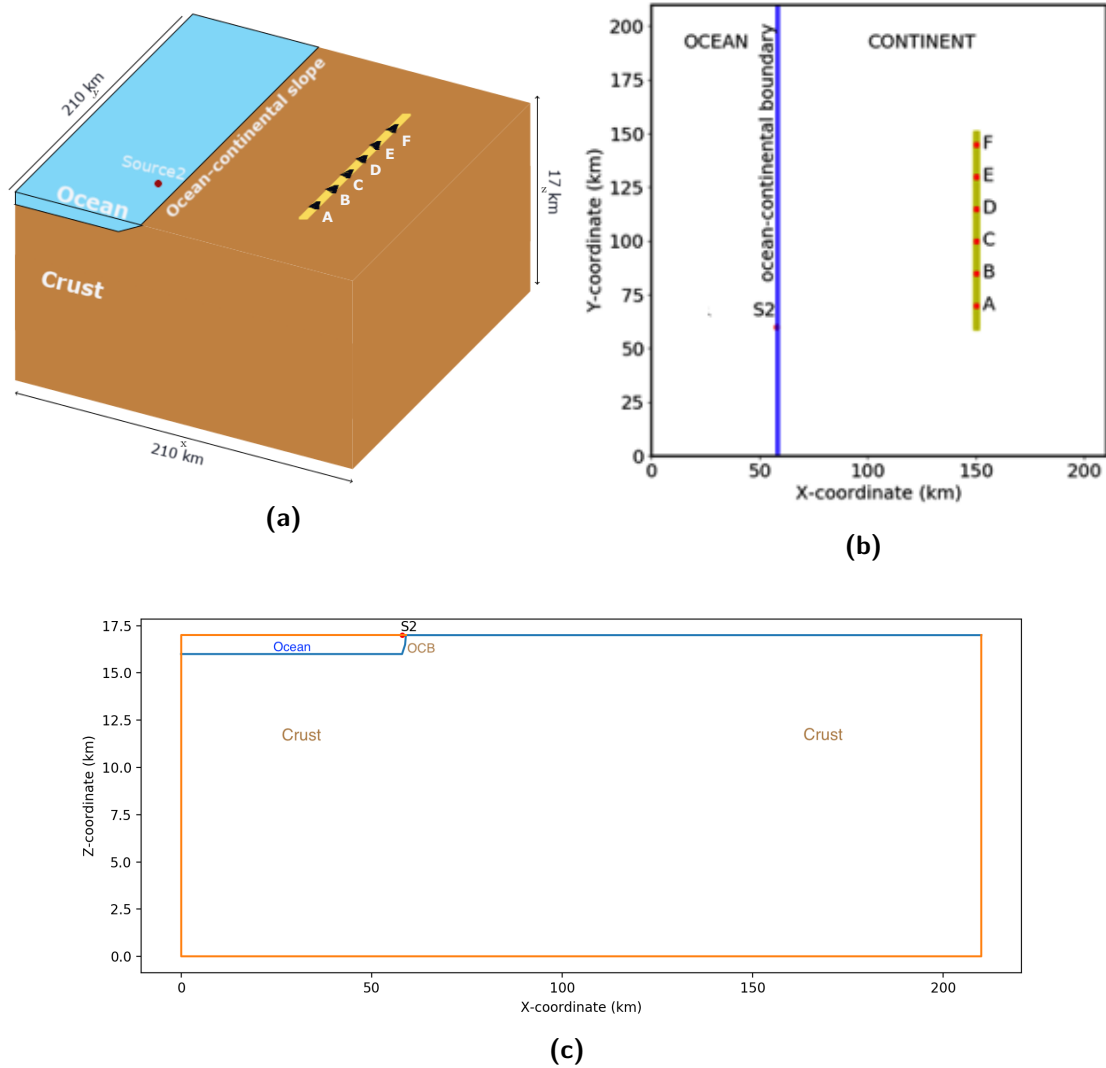 210 km
y
Source2
Ocean-continental slope
Ocean
F
E
D
C
B
A
17 km
z
Crust
x
210 km
(a)
200
175
150
125
100
75
50
25
0
Y-coordinate (km)
OCEAN
ocean-continental boundary
CONTINENT
F
E
D
C
B
A
S2
0
50
100
150
200
X-coordinate (km)
(b)
17.5
15.0
12.5
10.0
7.5
5.0
2.5
0.0
Z-coordinate (km)
S2
Ocean
OCB
Crust
Crust
0
50
100
150
200
X-coordinate (km)
(c)